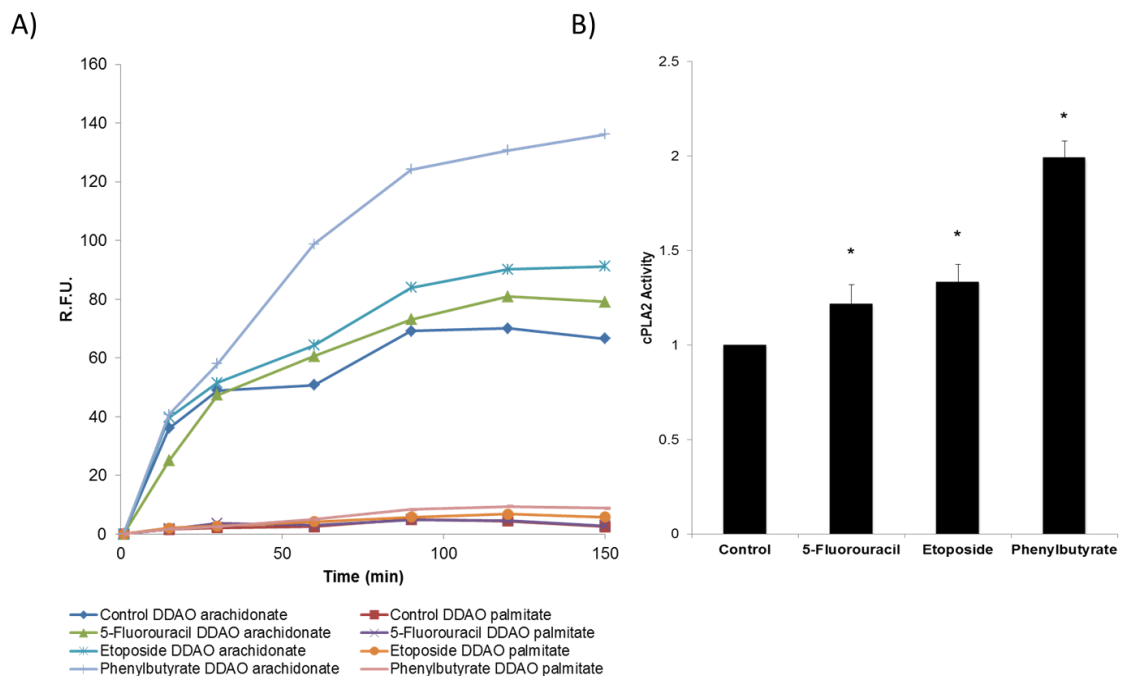 A)
B)
160
140
120
100
80
60
40
20
0
R.F.U.
0
50
100
150
Time (min)
Control DDAO arachidonate
Control DDAO palmitate
5-Fluorouracil DDAO arachidonate
5-Fluorouracil DDAO palmitate
Etoposide DDAO arachidonate
Etoposide DDAO palmitate
Phenylbutyrate DDAO arachidonate
Phenylbutyrate DDAO palmitate
2.5
2
1.5
1
0.5
0
cPLA2 Activity
*
*
*
Control
5-Fluorouracil
Etoposide
Phenylbutyrate